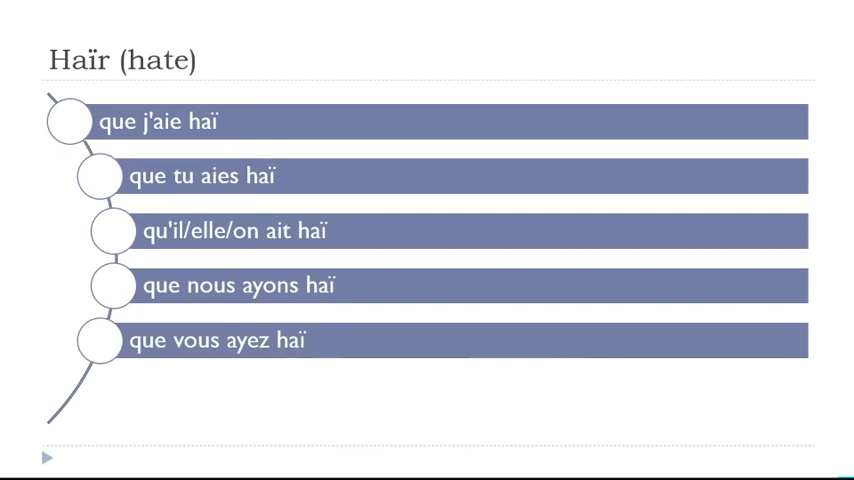 Haïr (hate)
que j'aie haï
que tu aies haï
qu'il/elle/on ait haï
que nous ayons haï
que vous ayez haï